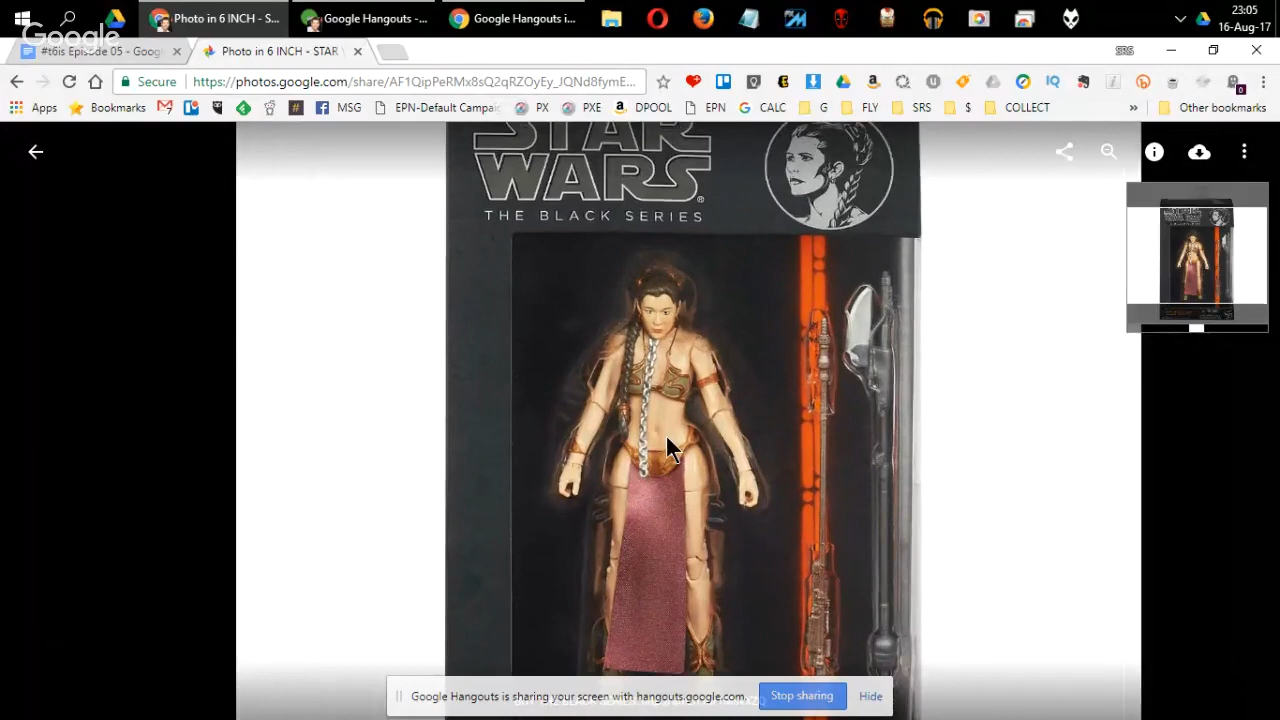 Photo in 6 INCH - S...
Google Hangouts -...
Google Hangouts i...
23:05
16-Aug-17
Google
#t6is Episode 05 - Goog
Photo in 6 INCH - STAR
SRS
Secure
https://photos.google.com/share/AF1QipPeRMx8sQ2qRZOyEy_JQNd8fymE...
Apps
Bookmarks
MSG
EPN-Default Campai
PX
PXE
DPOOL
EPN
CALC
G
FLY
SRS
$
COLLECT
»
Other bookmarks
STAR
WARS
THE BLACK SERIES
Google Hangouts is sharing your screen with hangouts.google.com.
Stop sharing
Hide